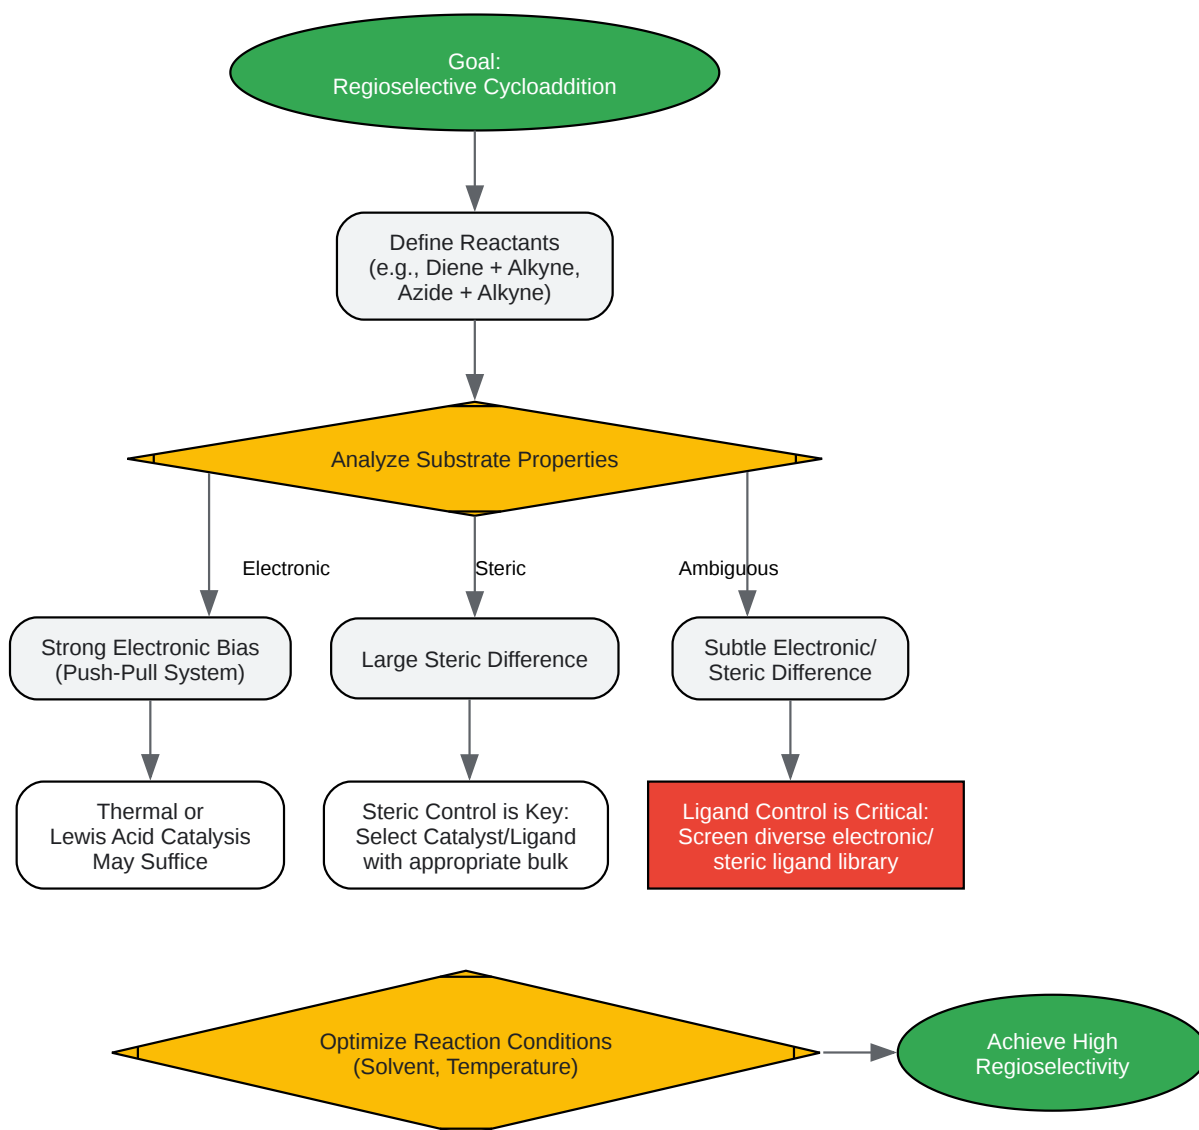 Goal:
Regioselective Cycloaddition
Define Reactants
(e.g., Diene + Alkyne,
Azide + Alkyne)
Analyze Substrate Properties
Electronic
Steric
Ambiguous
Strong Electronic Bias
(Push-Pull System)
Large Steric Difference
Subtle Electronic/
Steric Difference
Thermal or
Lewis Acid Catalysis
May Suffice
Steric Control is Key:
Select Catalyst/Ligand
with appropriate bulk
Ligand Control is Critical:
Screen diverse electronic/
steric ligand library
Optimize Reaction Conditions
(Solvent, Temperature)
Achieve High
Regioselectivity